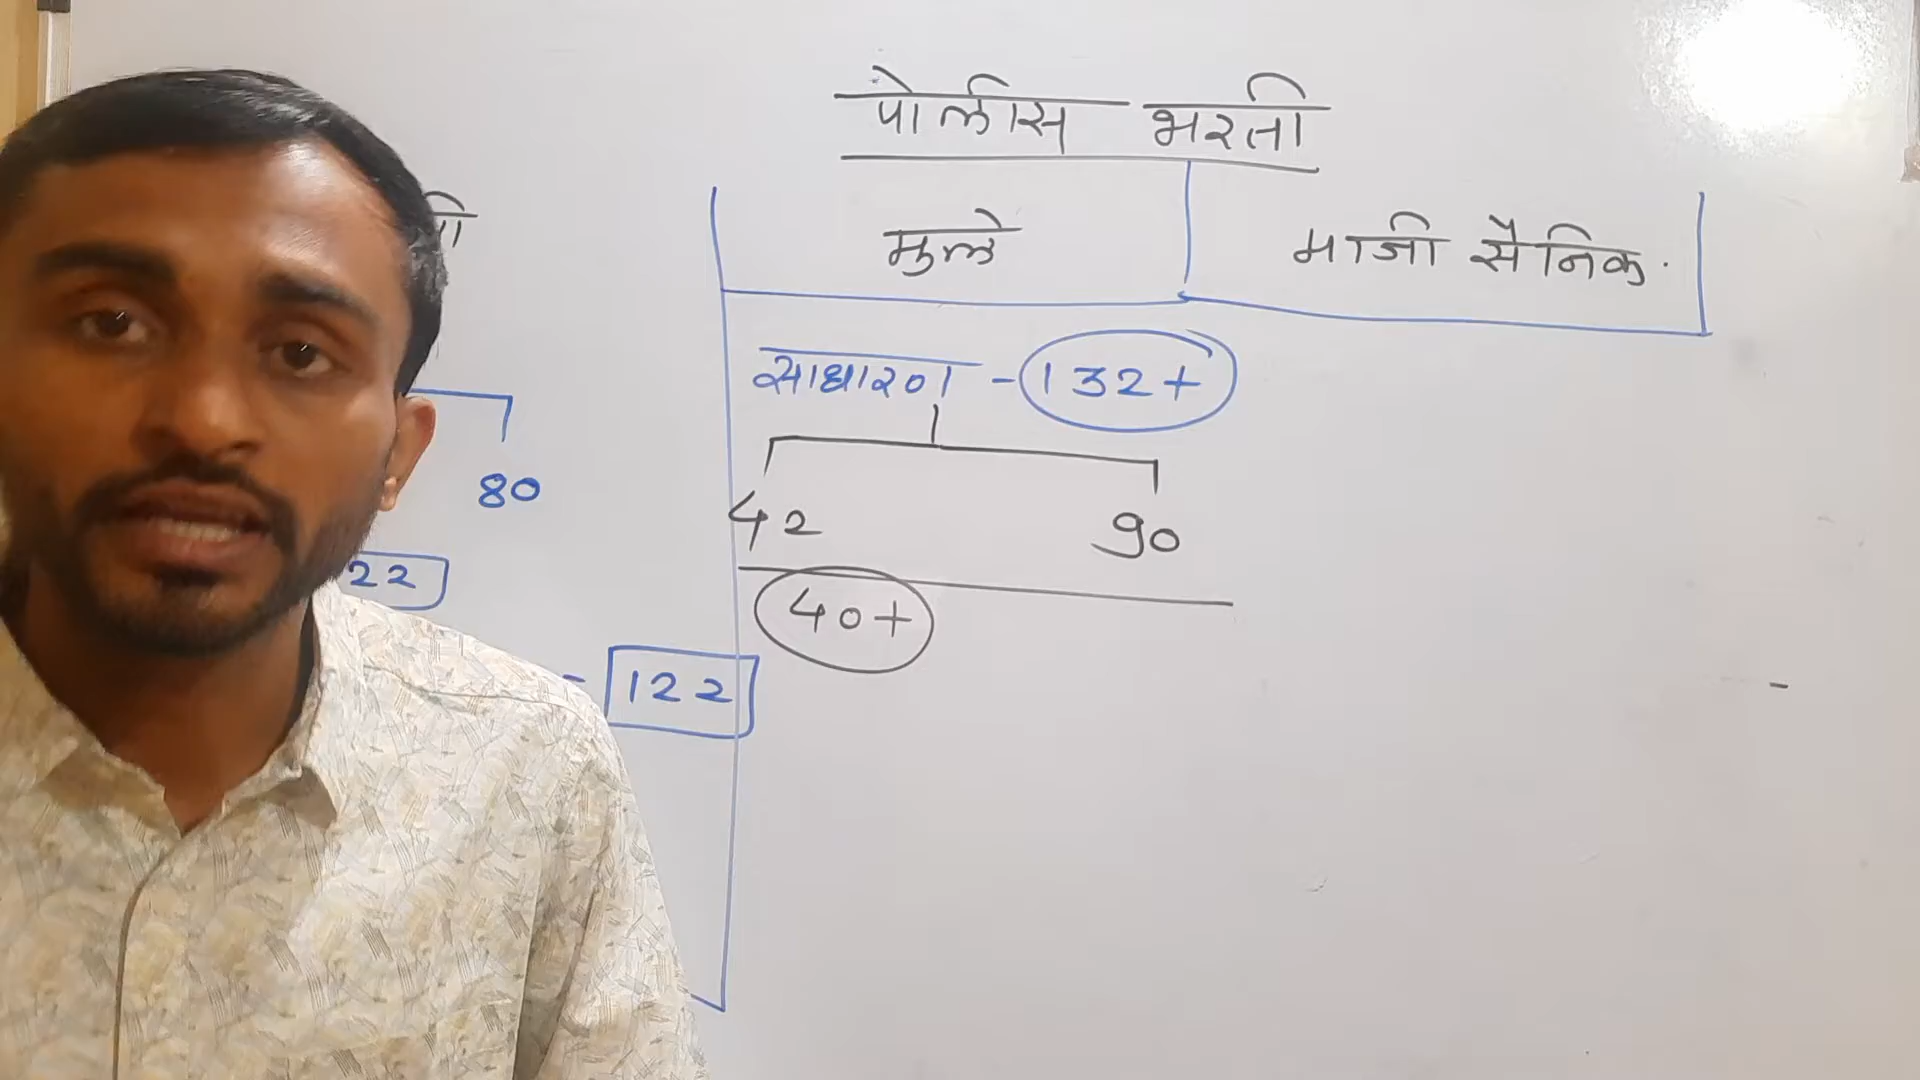 पोलीस भरती
मुले माजी सैनिक.
साधारण - 132+
42 90
40+
80
22
- 122